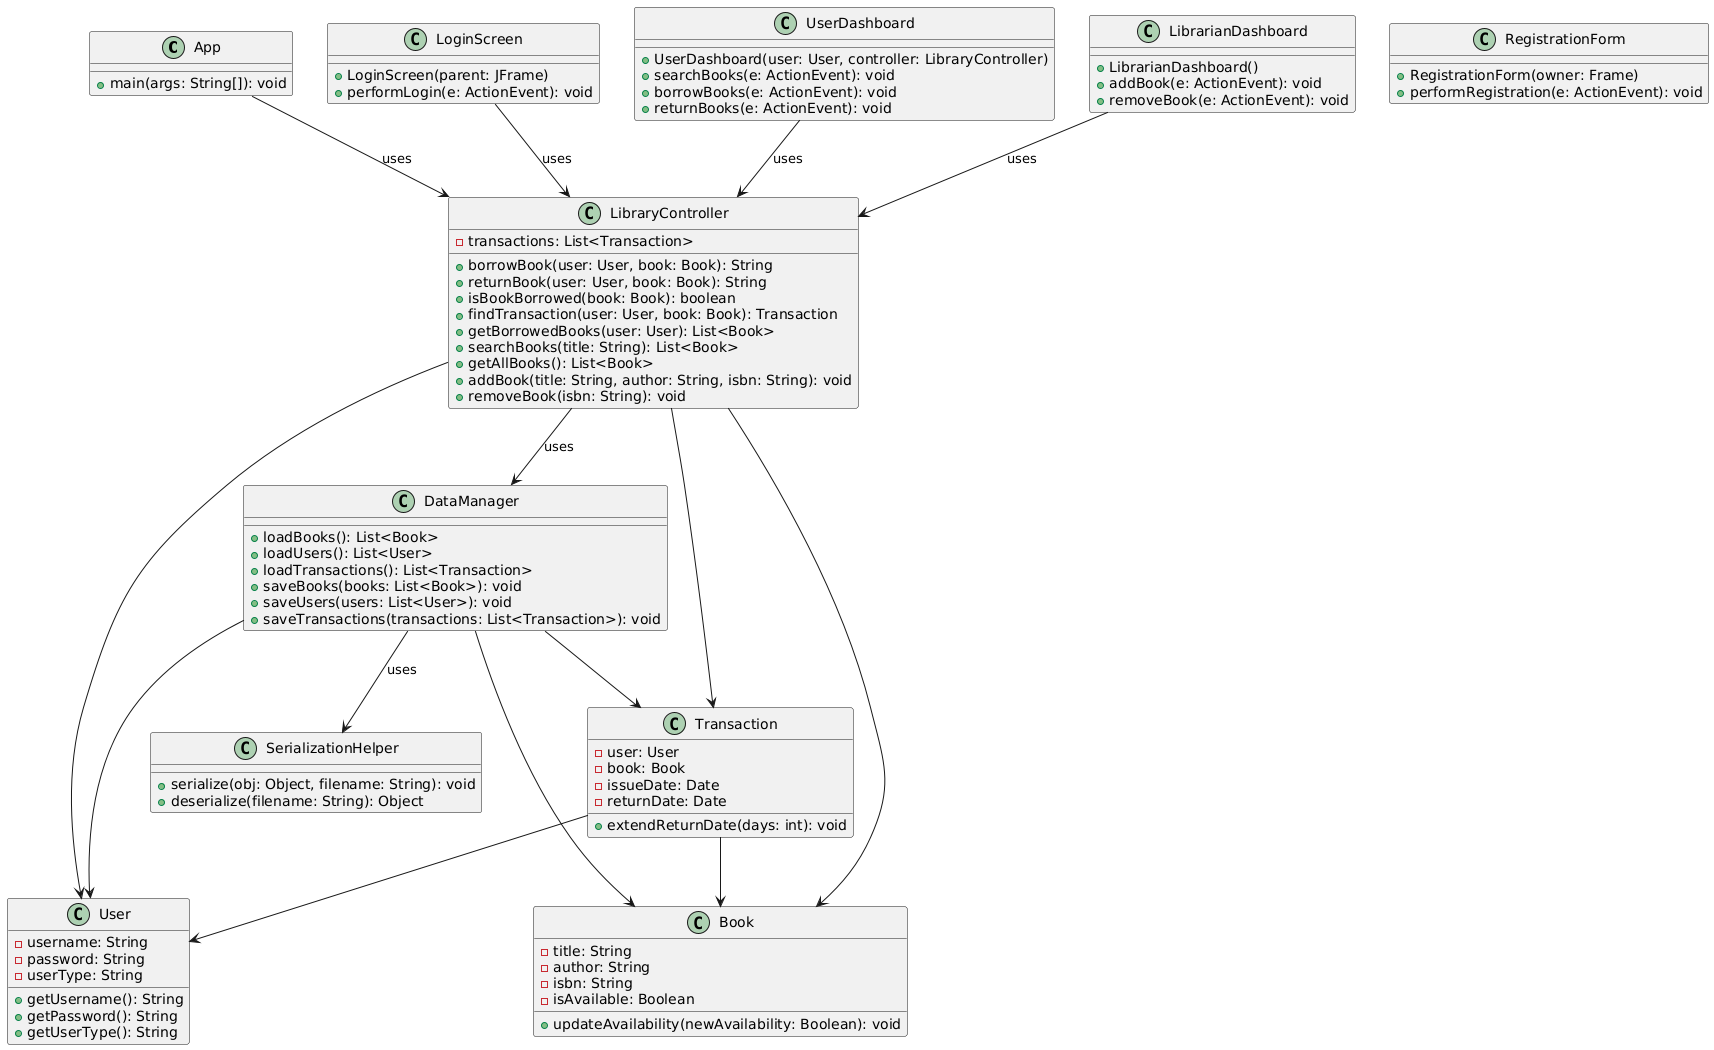 C App
main(args: String[]): void
C LoginScreen
LoginScreen(parent: JFrame)
performLogin(e: ActionEvent): void
C UserDashboard
UserDashboard(user: User, controller: LibraryController)
searchBooks(e: ActionEvent): void
borrowBooks(e: ActionEvent): void
returnBooks(e: ActionEvent): void
C LibrarianDashboard
LibrarianDashboard()
addBook(e: ActionEvent): void
removeBook(e: ActionEvent): void
C RegistrationForm
RegistrationForm(owner: Frame)
performRegistration(e: ActionEvent): void
uses
uses
uses
uses
C LibraryController
transactions: List<Transaction>
borrowBook(user: User, book: Book): String
returnBook(user: User, book: Book): String
isBookBorrowed(book: Book): boolean
findTransaction(user: User, book: Book): Transaction
getBorrowedBooks(user: User): List<Book>
searchBooks(title: String): List<Book>
getAllBooks(): List<Book>
addBook(title: String, author: String, isbn: String): void
removeBook(isbn: String): void
uses
C DataManager
loadBooks(): List<Book>
loadUsers(): List<User>
loadTransactions(): List<Transaction>
saveBooks(books: List<Book>): void
saveUsers(users: List<User>): void
saveTransactions(transactions: List<Transaction>): void
uses
C SerializationHelper
serialize(obj: Object, filename: String): void
deserialize(filename: String): Object
C Transaction
user: User
book: Book
issueDate: Date
returnDate: Date
extendReturnDate(days: int): void
C User
username: String
password: String
userType: String
getUsername(): String
getPassword(): String
getUserType(): String
C Book
title: String
author: String
isbn: String
isAvailable: Boolean
updateAvailability(newAvailability: Boolean): void